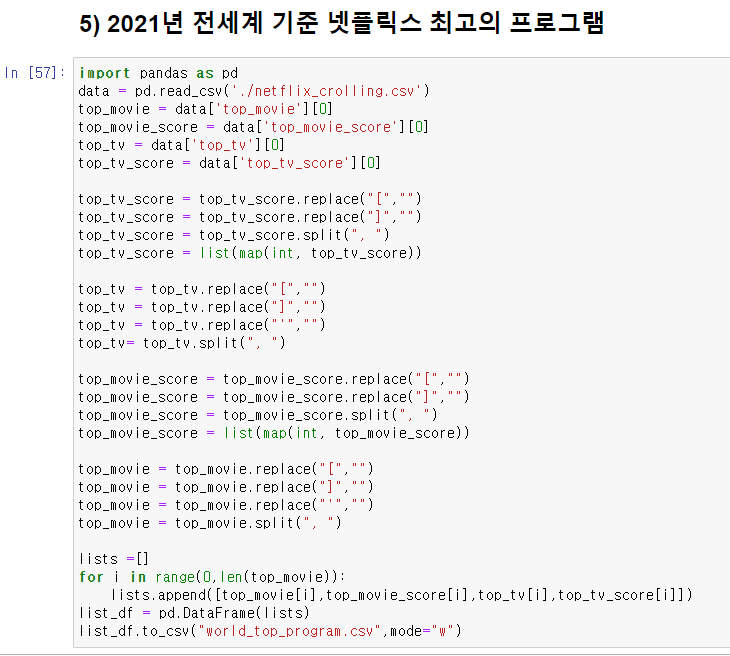 5) 2021년 전세계 기준 넷플릭스 최고의 프로그램
In [57]:
import pandas as pd
data = pd.read_csv('./netflix_crolling.csv')
top_movie = data['top_movie'][0]
top_movie_score = data['top_movie_score'][0]
top_tv = data['top_tv'][0]
top_tv_score = data['top_tv_score'][0]

top_tv_score = top_tv_score.replace("[","")
top_tv_score = top_tv_score.replace("]","")
top_tv_score = top_tv_score.split(", ")
top_tv_score = list(map(int, top_tv_score))

top_tv = top_tv.replace("[","")
top_tv = top_tv.replace("]","")
top_tv = top_tv.replace("'","")
top_tv= top_tv.split(", ")

top_movie_score = top_movie_score.replace("[","")
top_movie_score = top_movie_score.replace("]","")
top_movie_score = top_movie_score.split(", ")
top_movie_score = list(map(int, top_movie_score))

top_movie = top_movie.replace("[","")
top_movie = top_movie.replace("]","")
top_movie = top_movie.replace("'","")
top_movie = top_movie.split(", ")

lists =[]
for i in range(0,len(top_movie)):
    lists.append([top_movie[i],top_movie_score[i],top_tv[i],top_tv_score[i]])
list_df = pd.DataFrame(lists)
list_df.to_csv("world_top_program.csv",mode="w")